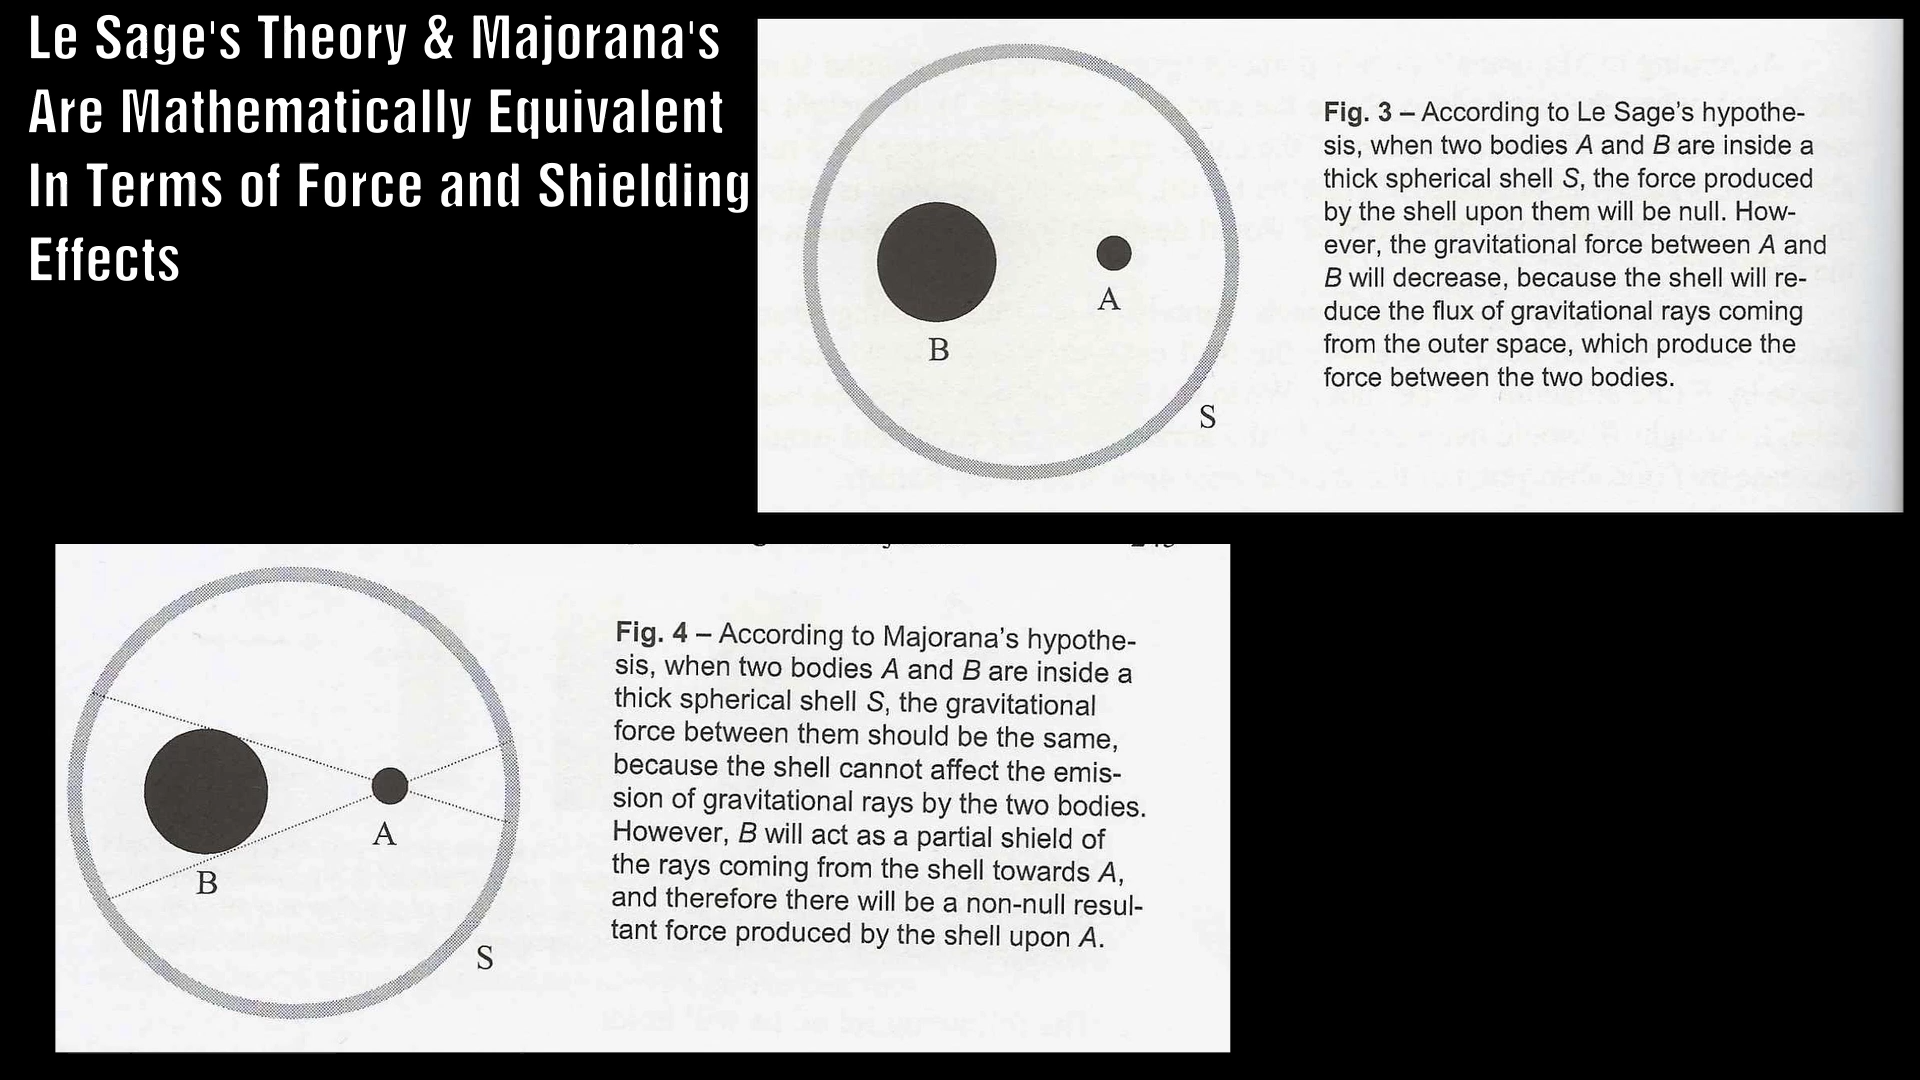 Le Sage's Theory & Majorana's
Are Mathematically Equivalent
In Terms of Force and Shielding
Effects
B
A
S
Fig. 3 – According to Le Sage’s hypothe-
sis, when two bodies A and B are inside a
thick spherical shell S, the force produced
by the shell upon them will be null. How-
ever, the gravitational force between A and
B will decrease, because the shell will re-
duce the flux of gravitational rays coming
from the outer space, which produce the
force between the two bodies.
B
A
S
Fig. 4 – According to Majorana’s hypothe-
sis, when two bodies A and B are inside a
thick spherical shell S, the gravitational
force between them should be the same,
because the shell cannot affect the emis-
sion of gravitational rays by the two bodies.
However, B will act as a partial shield of
the rays coming from the shell towards A,
and therefore there will be a non-null resul-
tant force produced by the shell upon A.